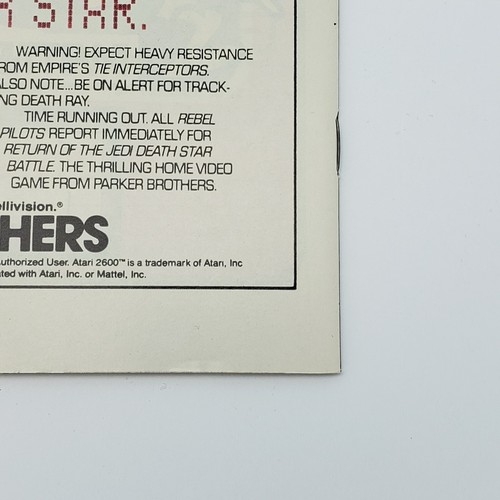 STAR.
WARNING! EXPECT HEAVY RESISTANCE
ROM EMPIRE'S TIE INTERCEPTORS.
ALSO NOTE...BE ON ALERT FOR TRACK-
NG DEATH RAY.
TIME RUNNING OUT. ALL REBEL
PILOTS REPORT IMMEDIATELY FOR
RETURN OF THE JEDI DEATH STAR
BATTLE. THE THRILLING HOME VIDEO
GAME FROM PARKER BROTHERS.
ellivision.®
HERS
uthorized User. Atari 2600™ is a trademark of Atari, Inc
ated with Atari, Inc. or Mattel, Inc.